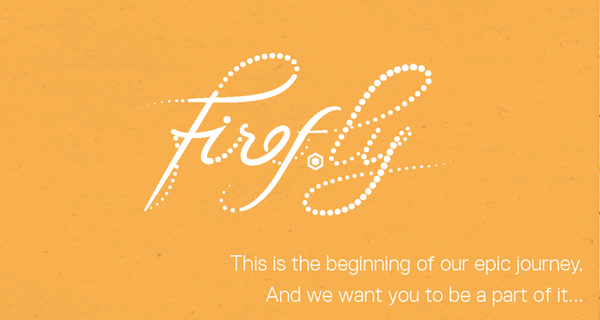 Firefly
This is the beginning of our epic journey,
And we want you to be a part of it...